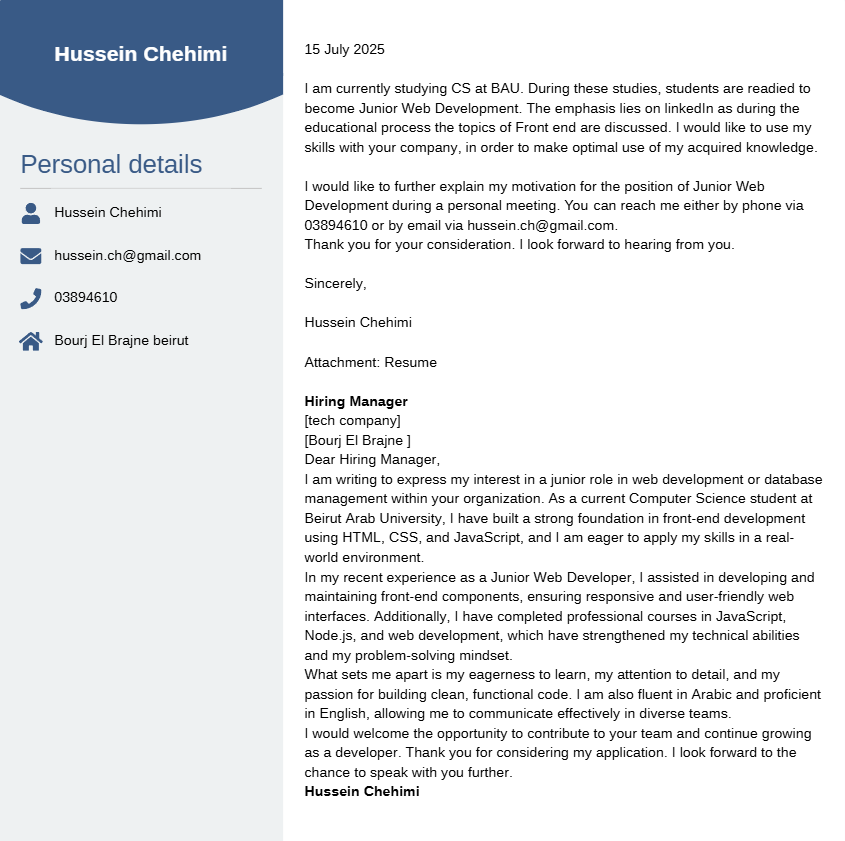 Hussein Chehimi
Personal details
Hussein Chehimi
hussein.ch@gmail.com
03894610
Bourj El Brajne beirut
15 July 2025
I am currently studying CS at BAU. During these studies, students are readied to
become Junior Web Development. The emphasis lies on linkedIn as during the
educational process the topics of Front end are discussed. I would like to use my
skills with your company, in order to make optimal use of my acquired knowledge.
I would like to further explain my motivation for the position of Junior Web
Development during a personal meeting. You can reach me either by phone via
03894610 or by email via hussein.ch@gmail.com.
Thank you for your consideration. I look forward to hearing from you.
Sincerely,
Hussein Chehimi
Attachment: Resume
Hiring Manager
[tech company]
[Bourj El Brajne ]
Dear Hiring Manager,
I am writing to express my interest in a junior role in web development or database
management within your organization. As a current Computer Science student at
Beirut Arab University, I have built a strong foundation in front-end development
using HTML, CSS, and JavaScript, and I am eager to apply my skills in a real-
world environment.
In my recent experience as a Junior Web Developer, I assisted in developing and
maintaining front-end components, ensuring responsive and user-friendly web
interfaces. Additionally, I have completed professional courses in JavaScript,
Node.js, and web development, which have strengthened my technical abilities
and my problem-solving mindset.
What sets me apart is my eagerness to learn, my attention to detail, and my
passion for building clean, functional code. I am also fluent in Arabic and proficient
in English, allowing me to communicate effectively in diverse teams.
I would welcome the opportunity to contribute to your team and continue growing
as a developer. Thank you for considering my application. I look forward to the
chance to speak with you further.
Hussein Chehimi